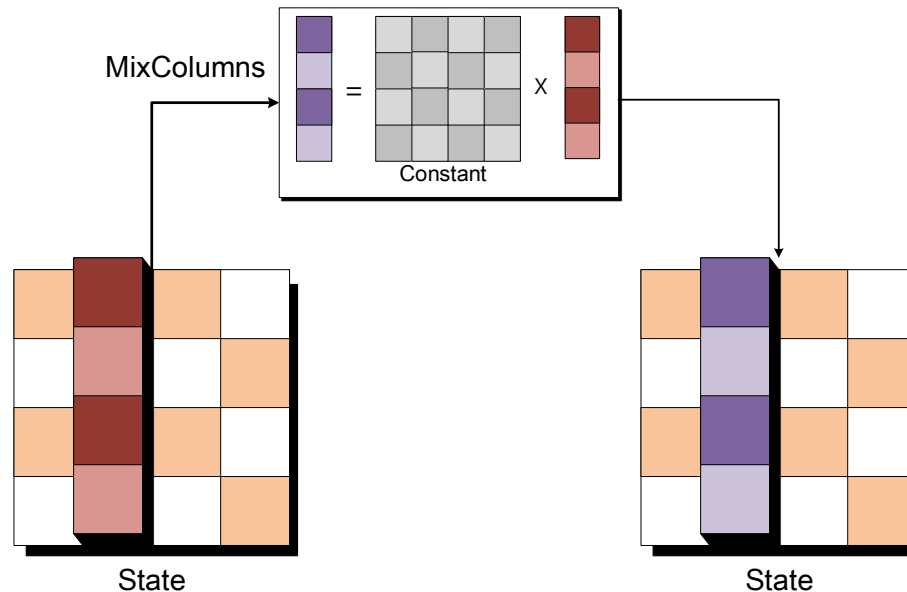 MixColumns
= X
Constant
State
State